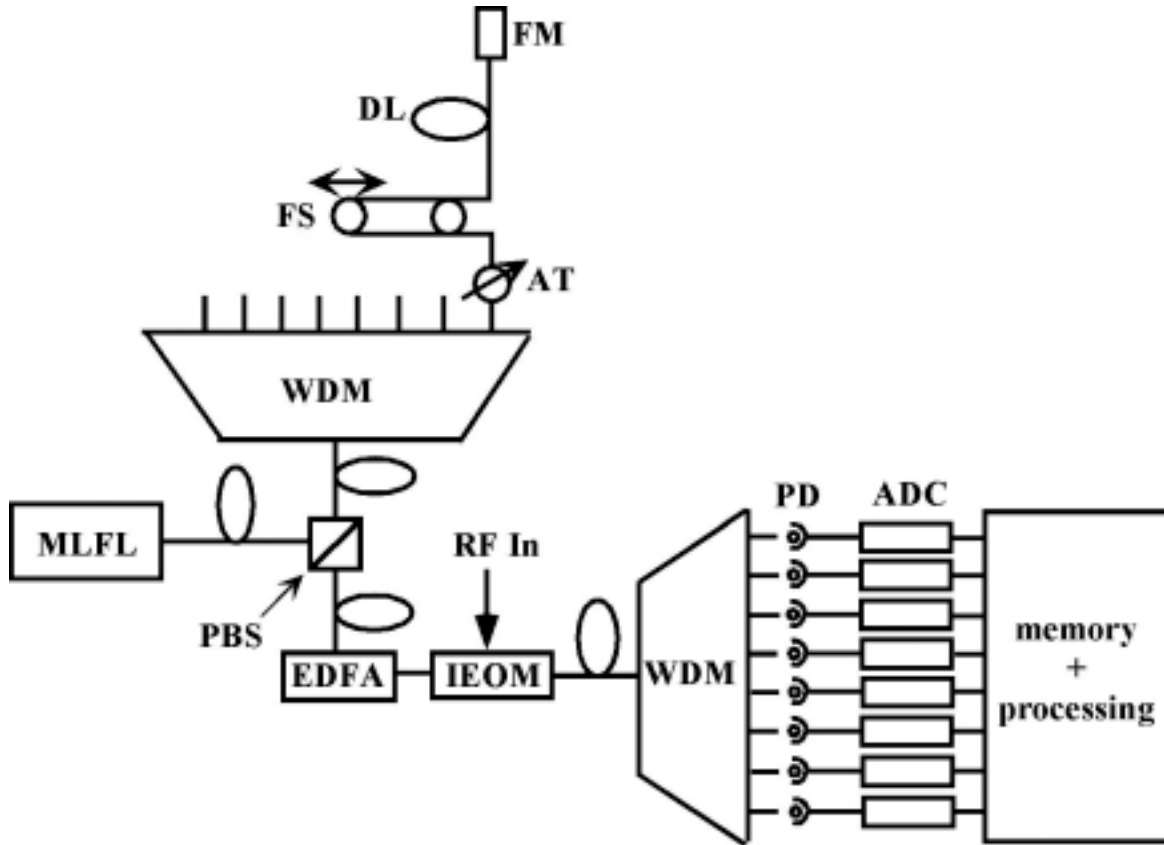 FM
DL
FS
AT
WDM
MLFL
PBS
RF In
EDFA
IEOM
WDM
PD
ADC
memory
+
processing